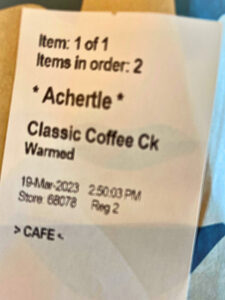 Item: 1 of 1
Items in order: 2
* Achertle *
Classic Coffee Ck
Warmed
19-Mar-2023 2:50:03 PM
Store: 68078 Reg 2
> CAFE <